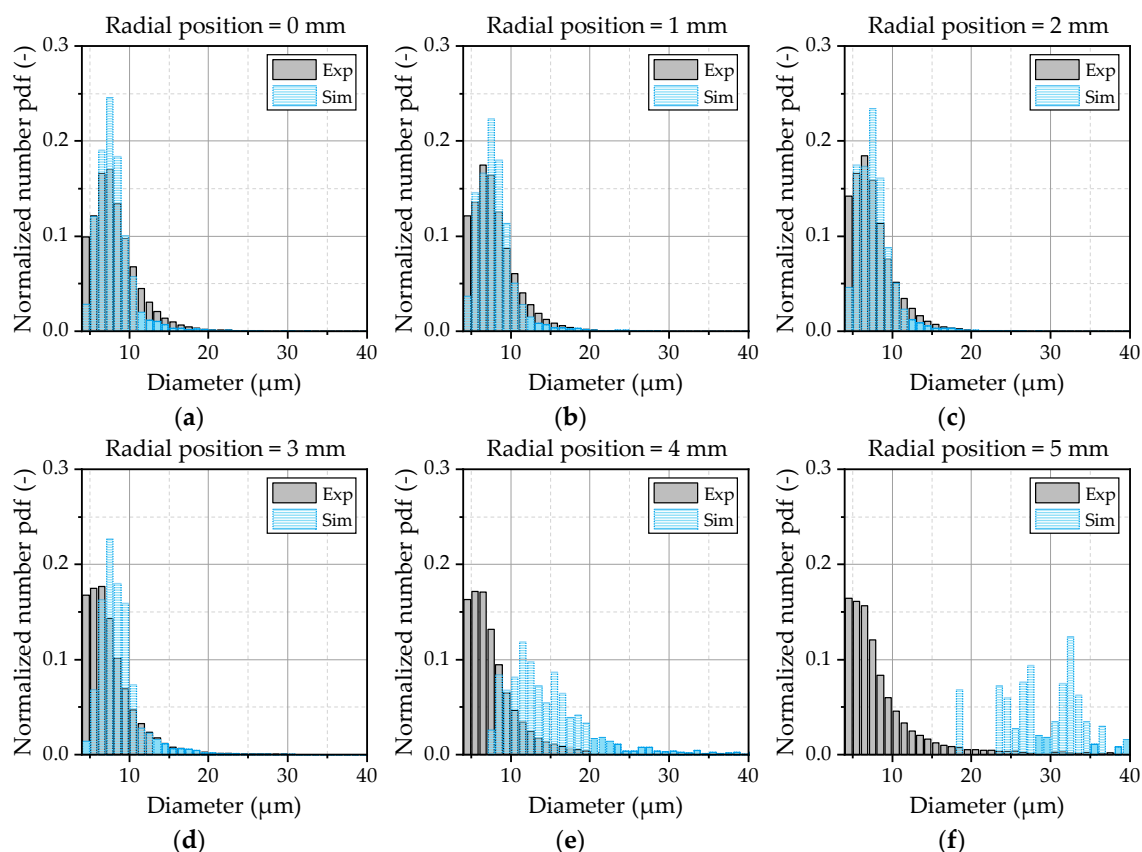 Radial position = 0 mm
Normalized number pdf (-)
0.3
0.2
0.1
0.0
Exp
Sim
10 20 30 40
Diameter (µm)
(a)
Radial position = 1 mm
Normalized number pdf (-)
0.3
0.2
0.1
0.0
Exp
Sim
10 20 30 40
Diameter (µm)
(b)
Radial position = 2 mm
Normalized number pdf (-)
0.3
0.2
0.1
0.0
Exp
Sim
10 20 30 40
Diameter (µm)
(c)
Radial position = 3 mm
Normalized number pdf (-)
0.3
0.2
0.1
0.0
Exp
Sim
10 20 30 40
Diameter (µm)
(d)
Radial position = 4 mm
Normalized number pdf (-)
0.3
0.2
0.1
0.0
Exp
Sim
10 20 30 40
Diameter (µm)
(e)
Radial position = 5 mm
Normalized number pdf (-)
0.3
0.2
0.1
0.0
Exp
Sim
10 20 30 40
Diameter (µm)
(f)